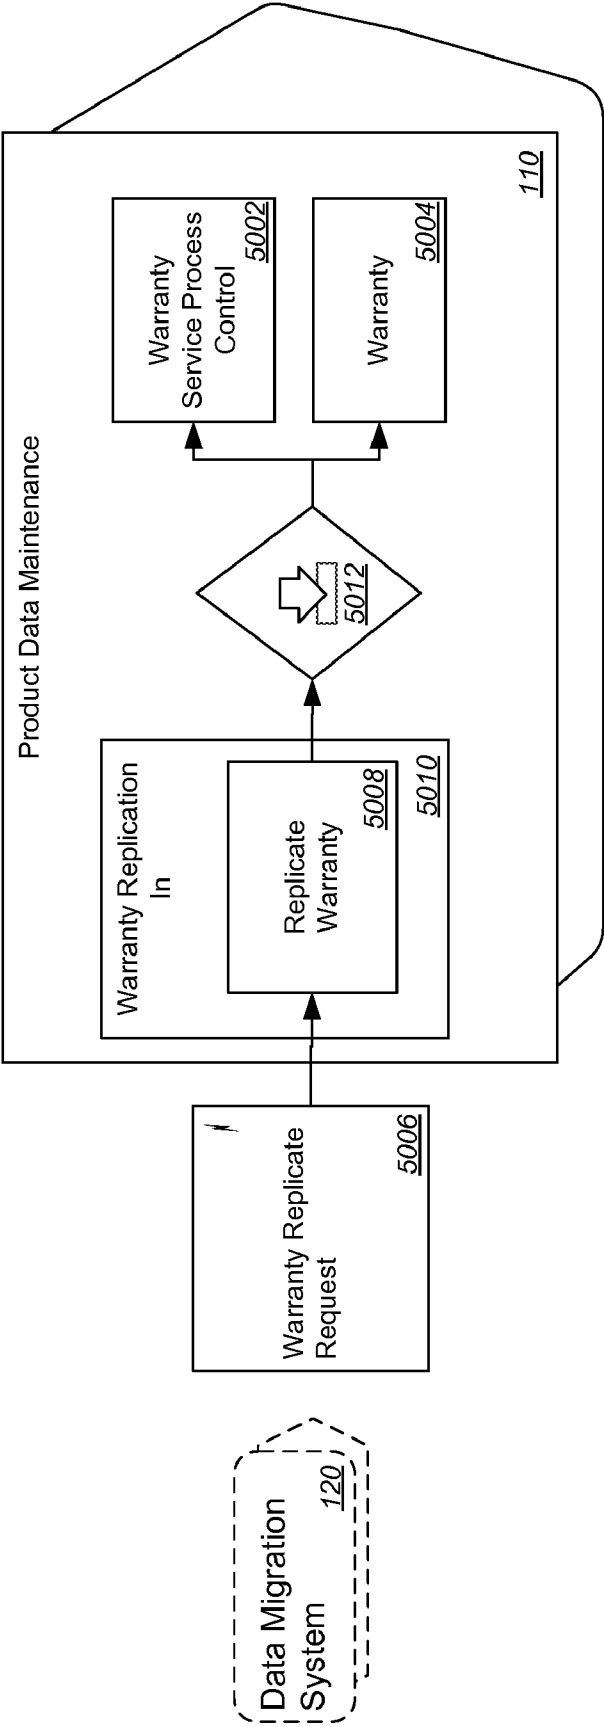 Data Migration
System
120
Warranty Replicate
Request
5006
Product Data Maintenance
110
Warranty Replication
In
5010
Replicate
Warranty
5008
5012
Warranty
Service Process
Control
5002
Warranty
5004